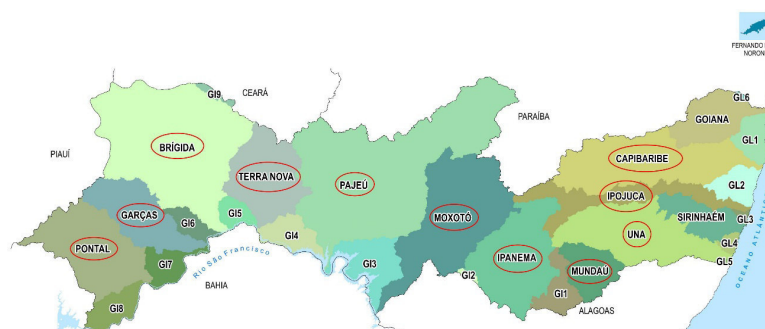 FERNANDO
NORON
GI9
CEARÁ
GL6
GOIANA
PARAÍBA
GL1
PIAUÍ
BRÍGIDA
CAPIBARIBE
TERRA NOVA
PAJEÚ
GL2
IPOJUCA
GARÇAS
GI5
MOXOTÓ
SIRINHAÉM
GL3
GI6
GI4
UNA
GL4
PONTAL
IPANEMA
GL5
GI7
Rio São Francisco
GI3
GI2
MUNDAÚ
OCEANO ATLÂNTI
BAHIA
GI1
GI8
ALAGOAS